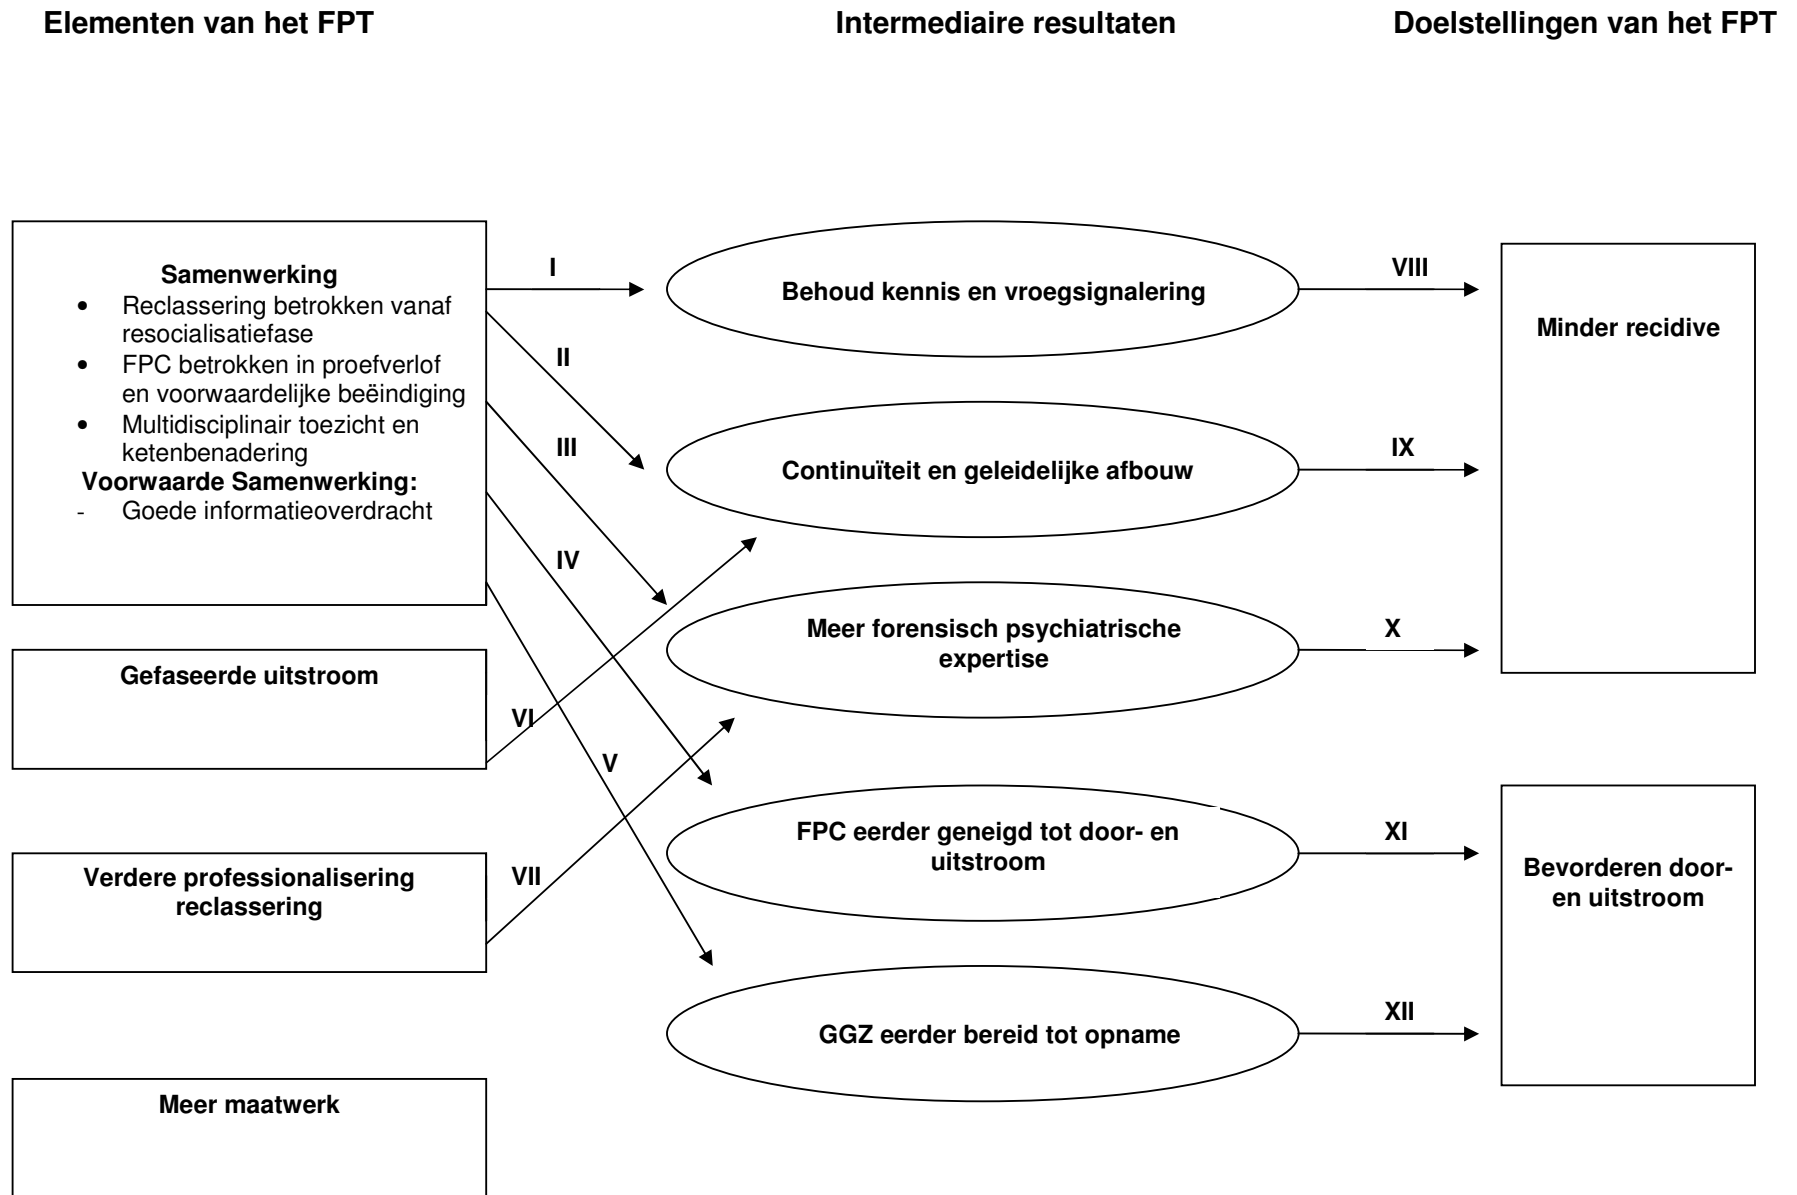 Elementen van het FPT
Intermediaire resultaten
Doelstellingen van het FPT
Samenwerking
• Reclassering betrokken vanaf
resocialisatiefase
• FPC betrokken in proefverlof
en voorwaardelijke beëindiging
• Multidisciplinair toezicht en
ketenbenadering
Voorwaarde Samenwerking:
- Goede informatieoverdracht
Gefaseerde uitstroom
Verdere professionalisering
reclassering
Meer maatwerk
I
II
III
IV
VI
V
VII
Behoud kennis en vroegsignalering
Continuïteit en geleidelijke afbouw
Meer forensisch psychiatrische
expertise
FPC eerder geneigd tot door- en
uitstroom
GGZ eerder bereid tot opname
VIII
IX
X
XI
XII
Minder recidive
Bevorderen door-
en uitstroom